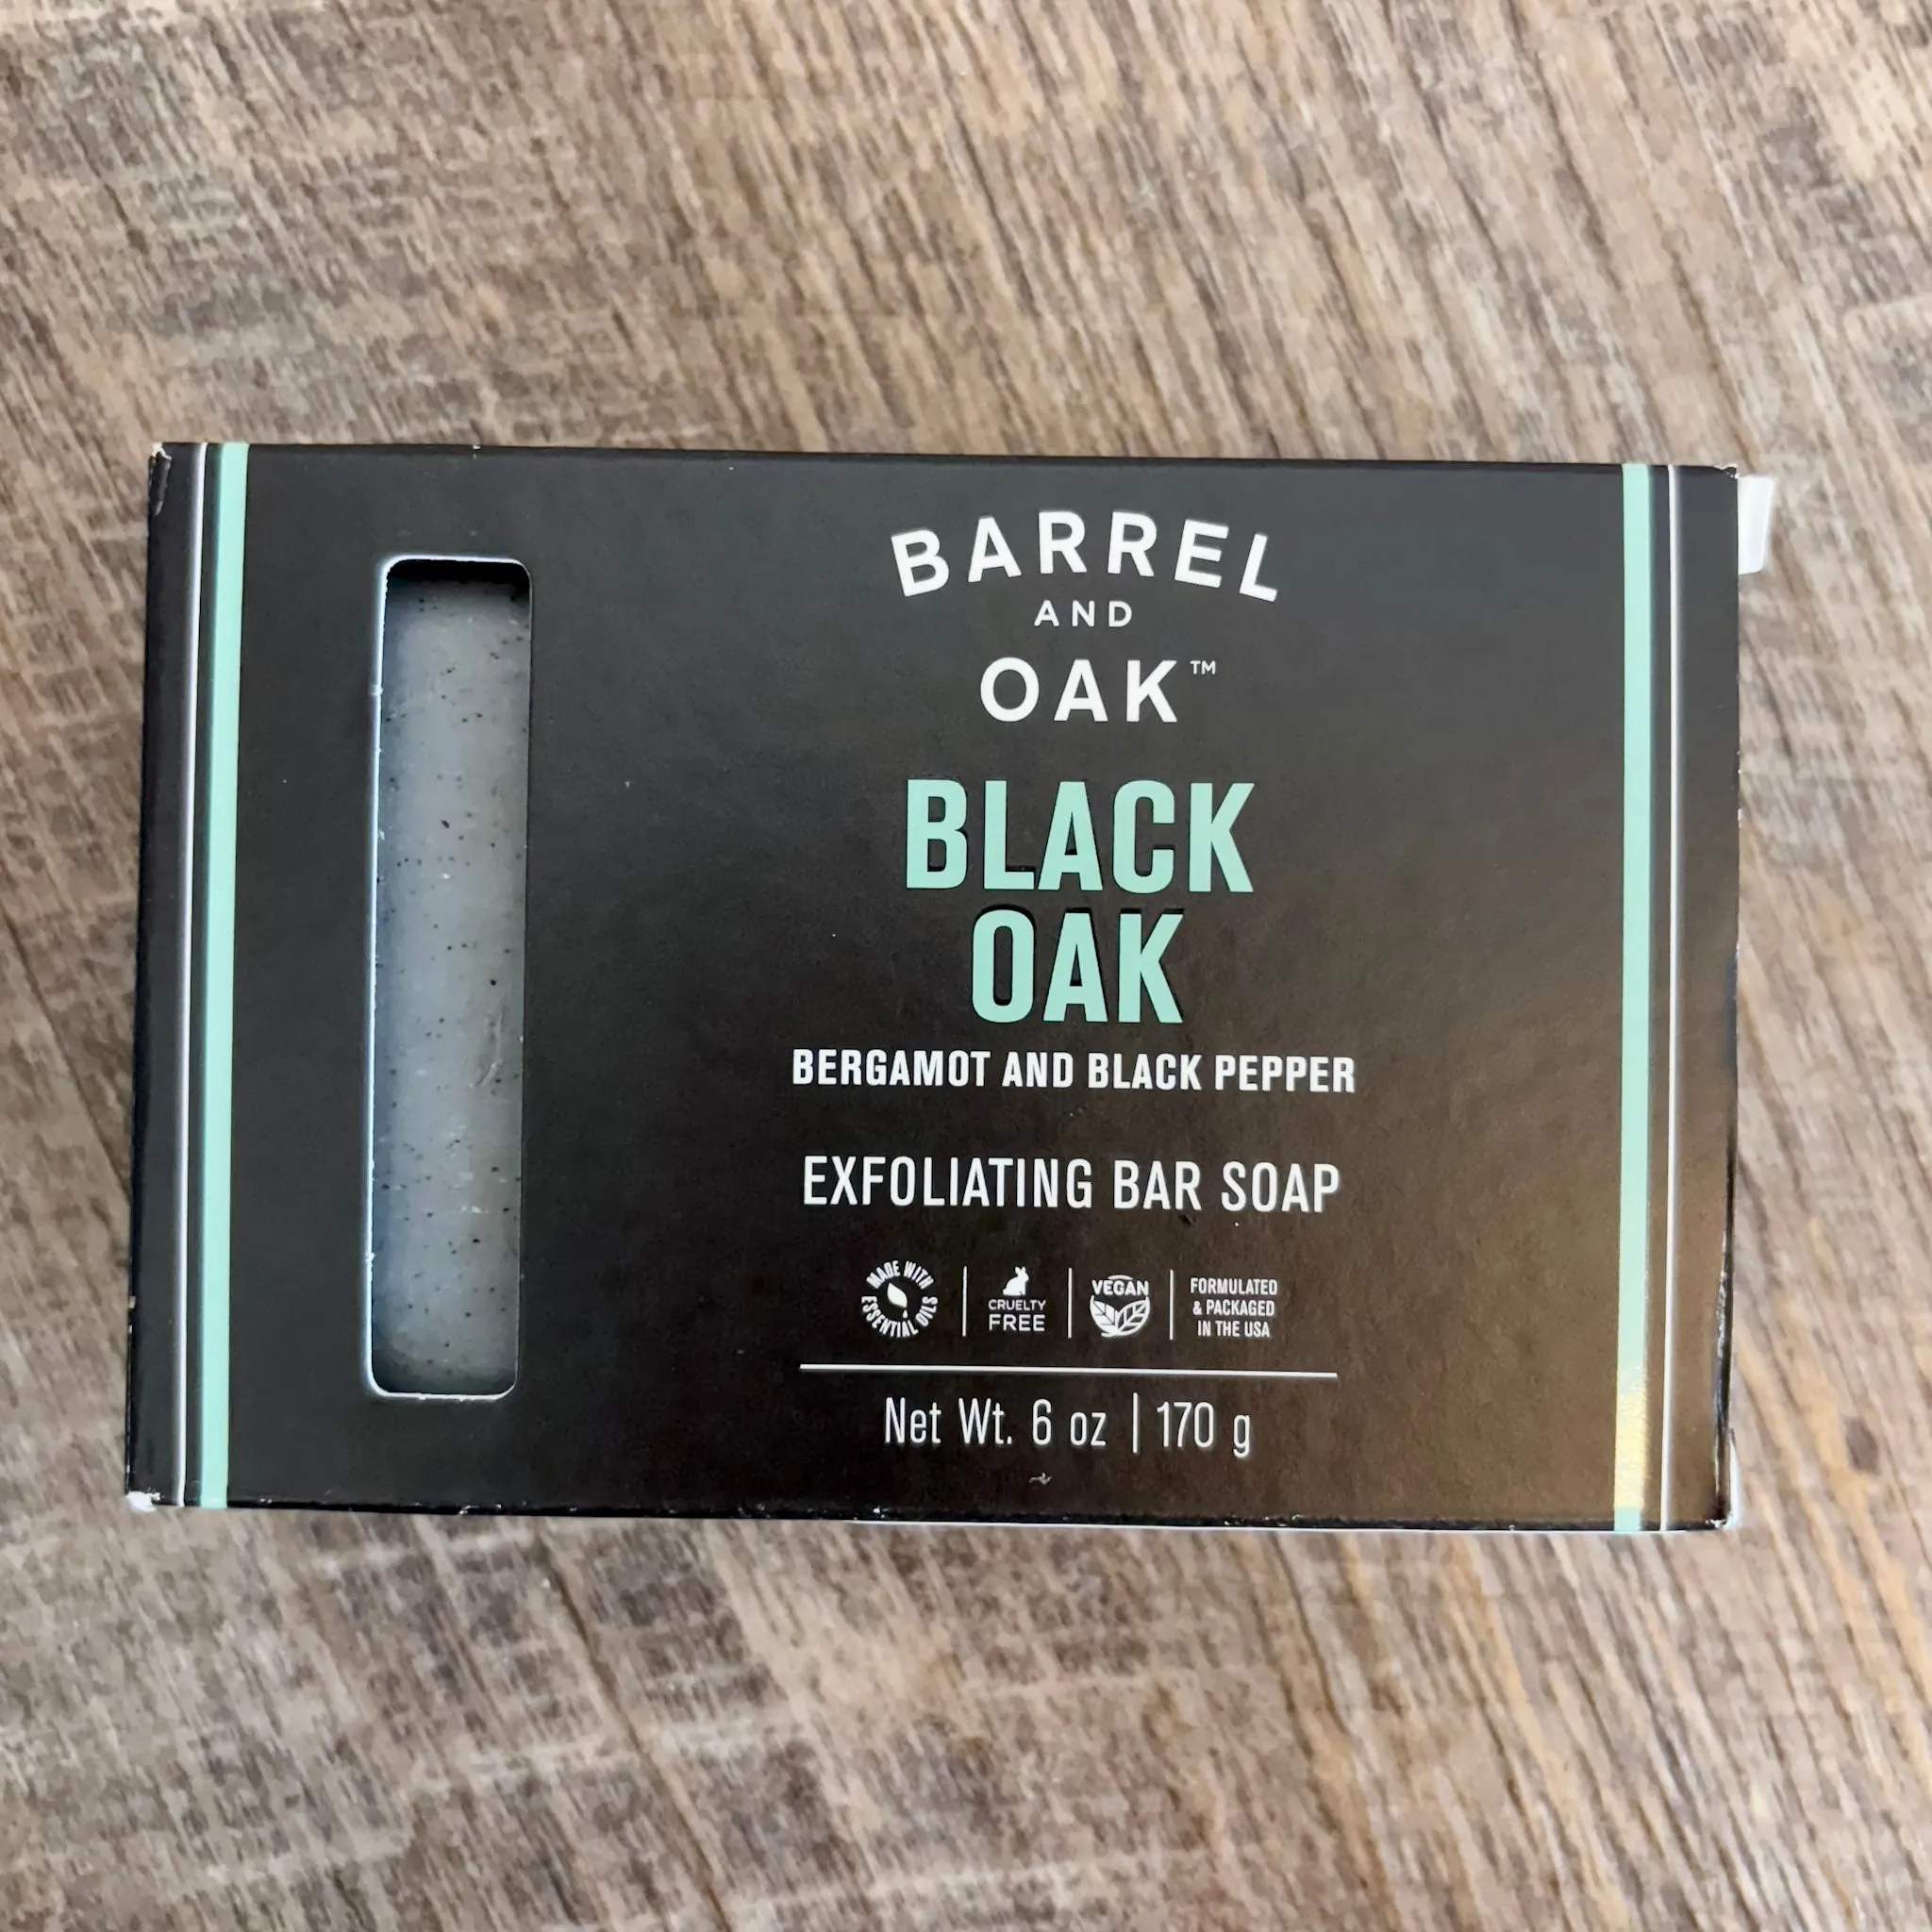 BARREL
AND
OAK™
BLACK
OAK
BERGAMOT AND BLACK PEPPER
EXFOLIATING BAR SOAP
MADE WITH ESSENTIAL OILS
CRUELTY
FREE
VEGAN
FORMULATED
& PACKAGED
IN THE USA
Net Wt. 6 oz | 170 g